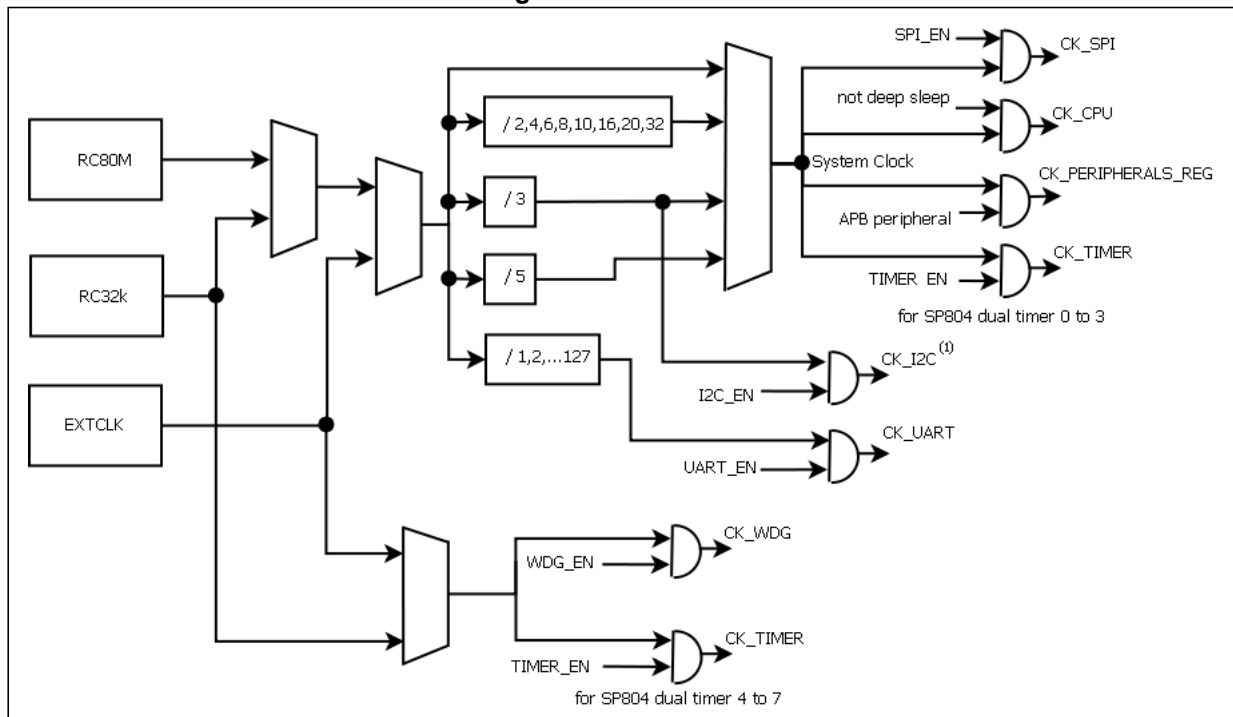 SPI_EN
CK_SPI
not deep sleep
CK_CPU
/ 2,4,6,8,10,16,20,32
RC80M
System Clock
CK_PERIPHERALS_REG
/ 3
APB peripheral
CK_TIMER
RC32k
/ 5
TIMER_EN
for SP804 dual timer 0 to 3
/ 1,2,...127
CK_I2C (1)
I2C_EN
EXTCLK
CK_UART
UART_EN
CK_WDG
WDG_EN
CK_TIMER
TIMER_EN
for SP804 dual timer 4 to 7